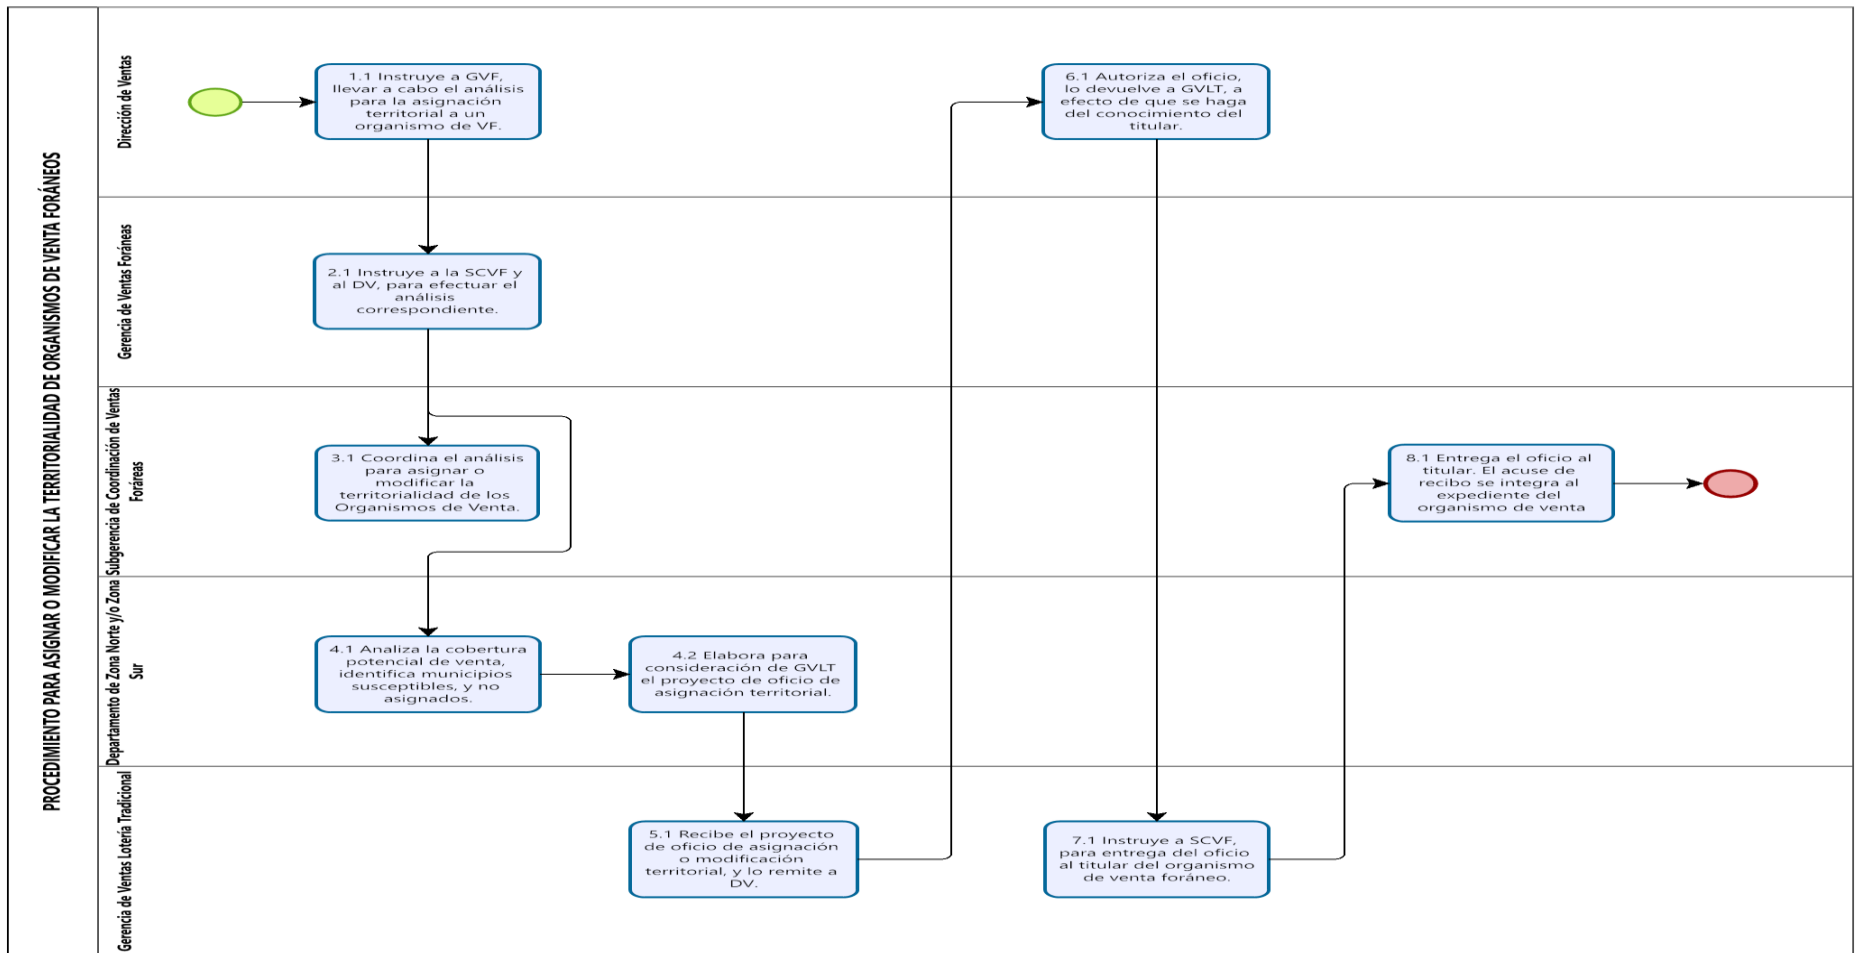 PROCEDIMIENTO PARA ASIGNAR O MODIFICAR LA TERRITORIALIDAD DE ORGANISMOS DE VENTA FORÁNEOS
Dirección de Ventas
1.1 Instruye a GVF,
llevar a cabo el análisis
para la asignación
territorial a un
organismo de VF.
6.1 Autoriza el oficio,
lo devuelve a GVLT, a
efecto de que se haga
del conocimiento del
titular.
Gerencia de Ventas Foráneas
2.1 Instruye a la SCVF y
al DV, para efectuar el
análisis
correspondiente.
Subgerencia de Coordinación de Ventas
Foráreas
3.1 Coordina el análisis
para asignar o
modificar la
territorialidad de los
Organismos de Venta.
8.1 Entrega el oficio al
titular. El acuse de
recibo se integra al
expediente del
organismo de venta
Departamento de Zona Norte y/o Zona
Sur
4.1 Analiza la cobertura
potencial de venta,
identifica municipios
susceptibles, y no
asignados.
4.2 Elabora para
consideración de GVLT
el proyecto de oficio de
asignación territorial.
Gerencia de Ventas Lotería Tradicional
5.1 Recibe el proyecto
de oficio de asignación
o modificación
territorial, y lo remite a
DV.
7.1 Instruye a SCVF,
para entrega del oficio
al titular del organismo
de venta foráneo.